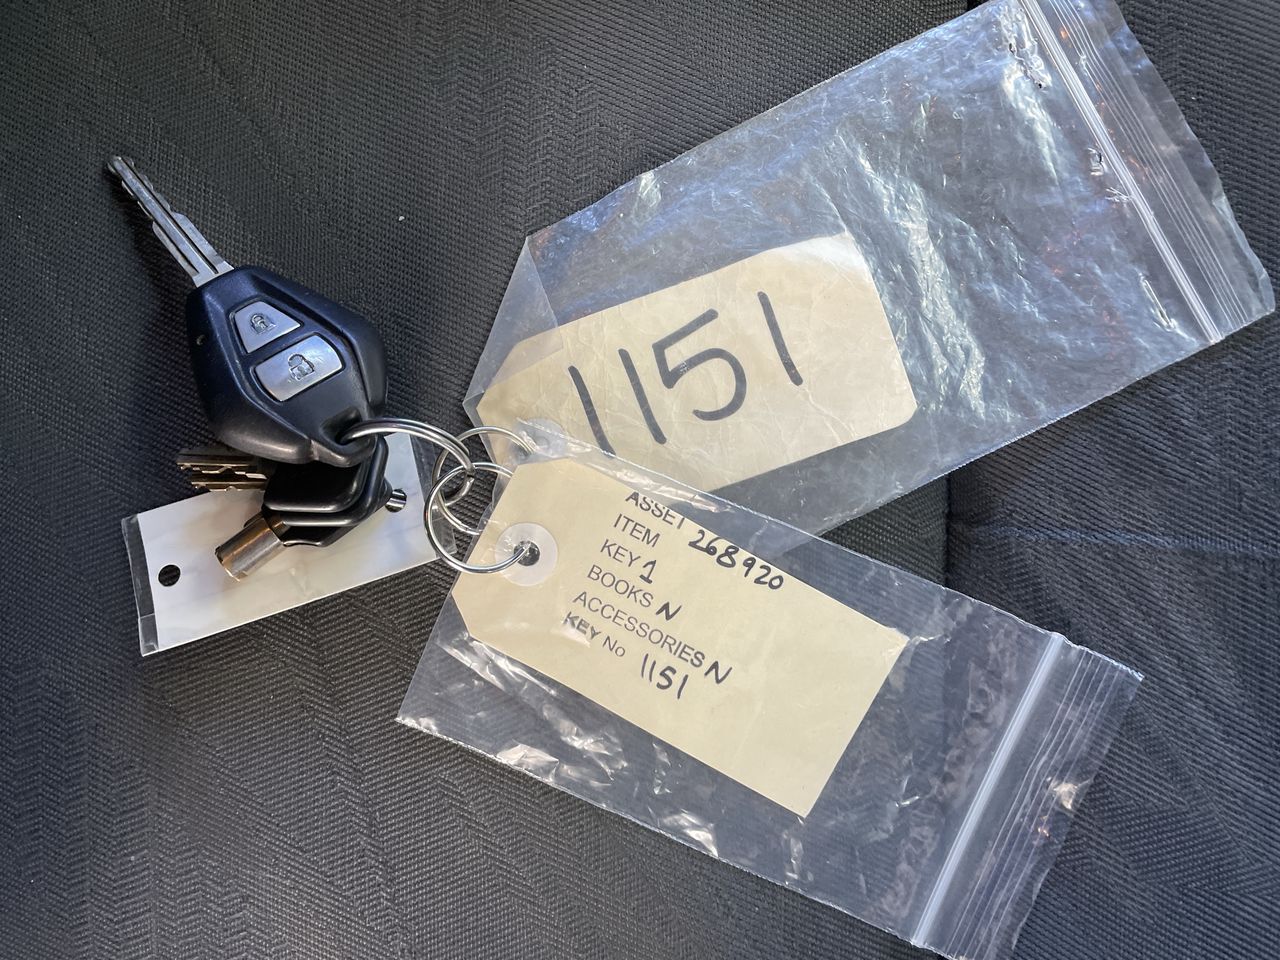 1151
ASSET 268920
ITEM
KEY 1
BOOKS N
ACCESSORIES N
KEY No 1151